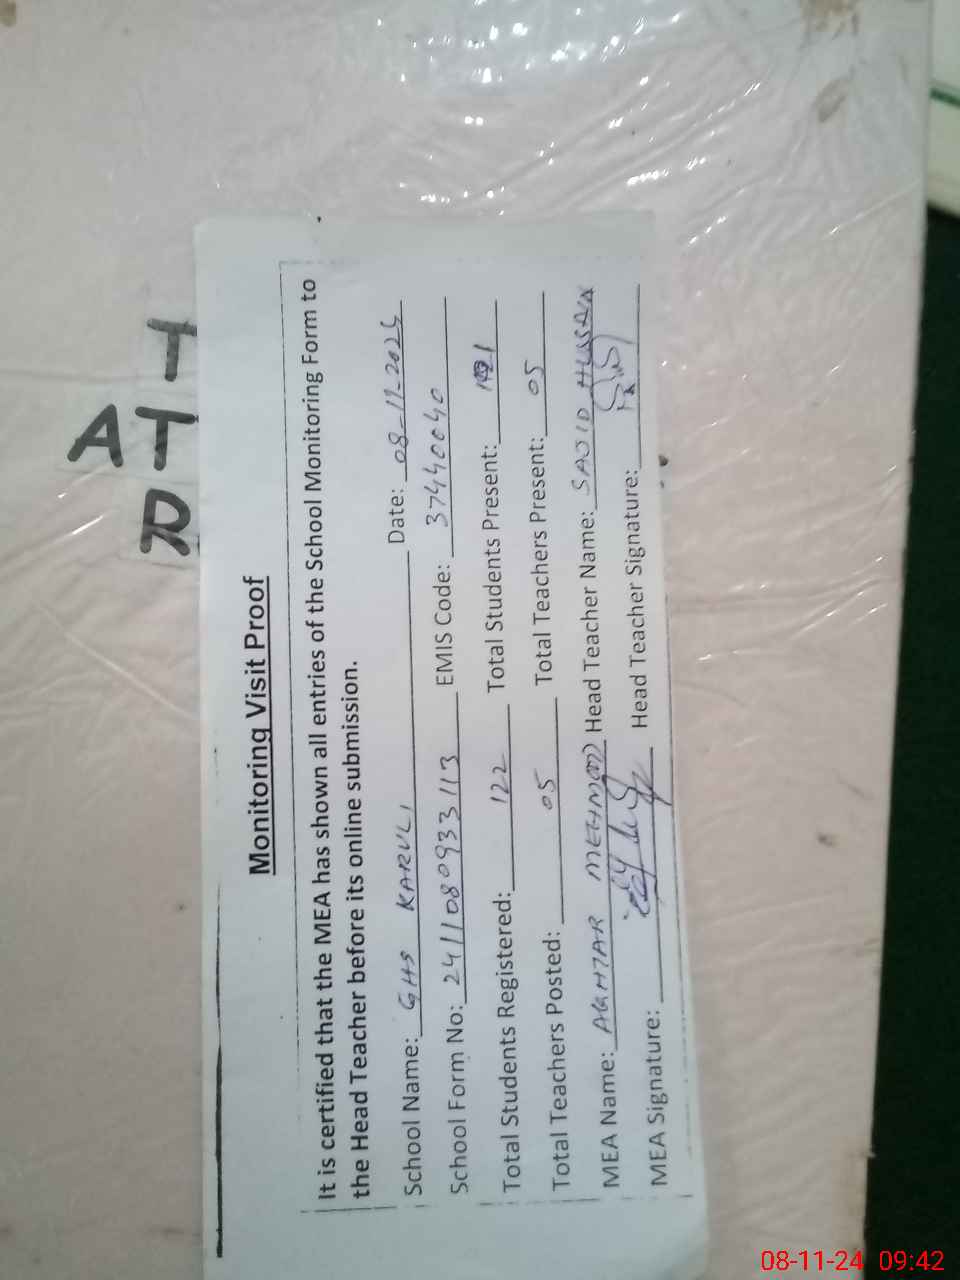 T
A T
R
Monitoring Visit Proof
It is certified that the MEA has shown all entries of the School Monitoring Form to
the Head Teacher before its online submission.
School Name: GHS KARULI Date: 08-11-2024
School Form No: 2411080933113 EMIS Code: 37440040
Total Students Registered: 122 Total Students Present:
Total Teachers Posted: 05 Total Teachers Present: 05
MEA Name: MEHMOOD Head Teacher Name: SAJID HUSSAIN
MEA Signature: Head Teacher Signature:
08-11-24 09:42